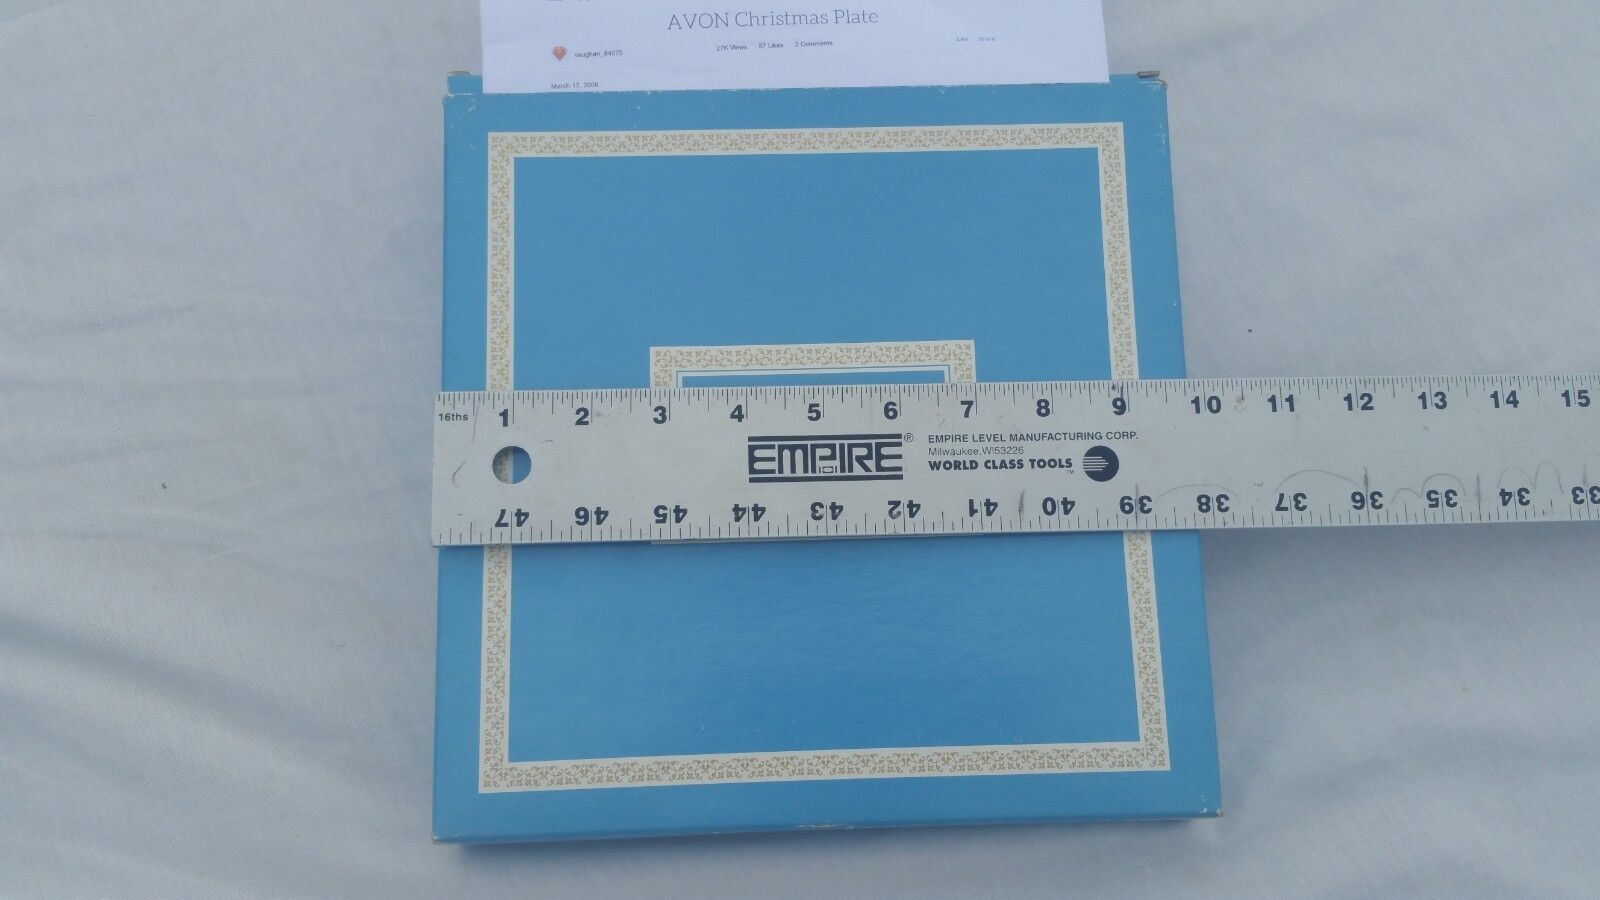 AVON Christmas Plate
27K Views 57 Likes 2 Comments
Like Share
vaughan_84075
March 17, 2008
16ths 1 2 3 4 5 6 7 8 9 10 11 12 13 14 15
EMPIRE®
EMPIRE LEVEL MANUFACTURING CORP.
Milwaukee, WI 53226
WORLD CLASS TOOLS™
47 46 45 44 43 42 41 40 39 38 37 36 35 34 33